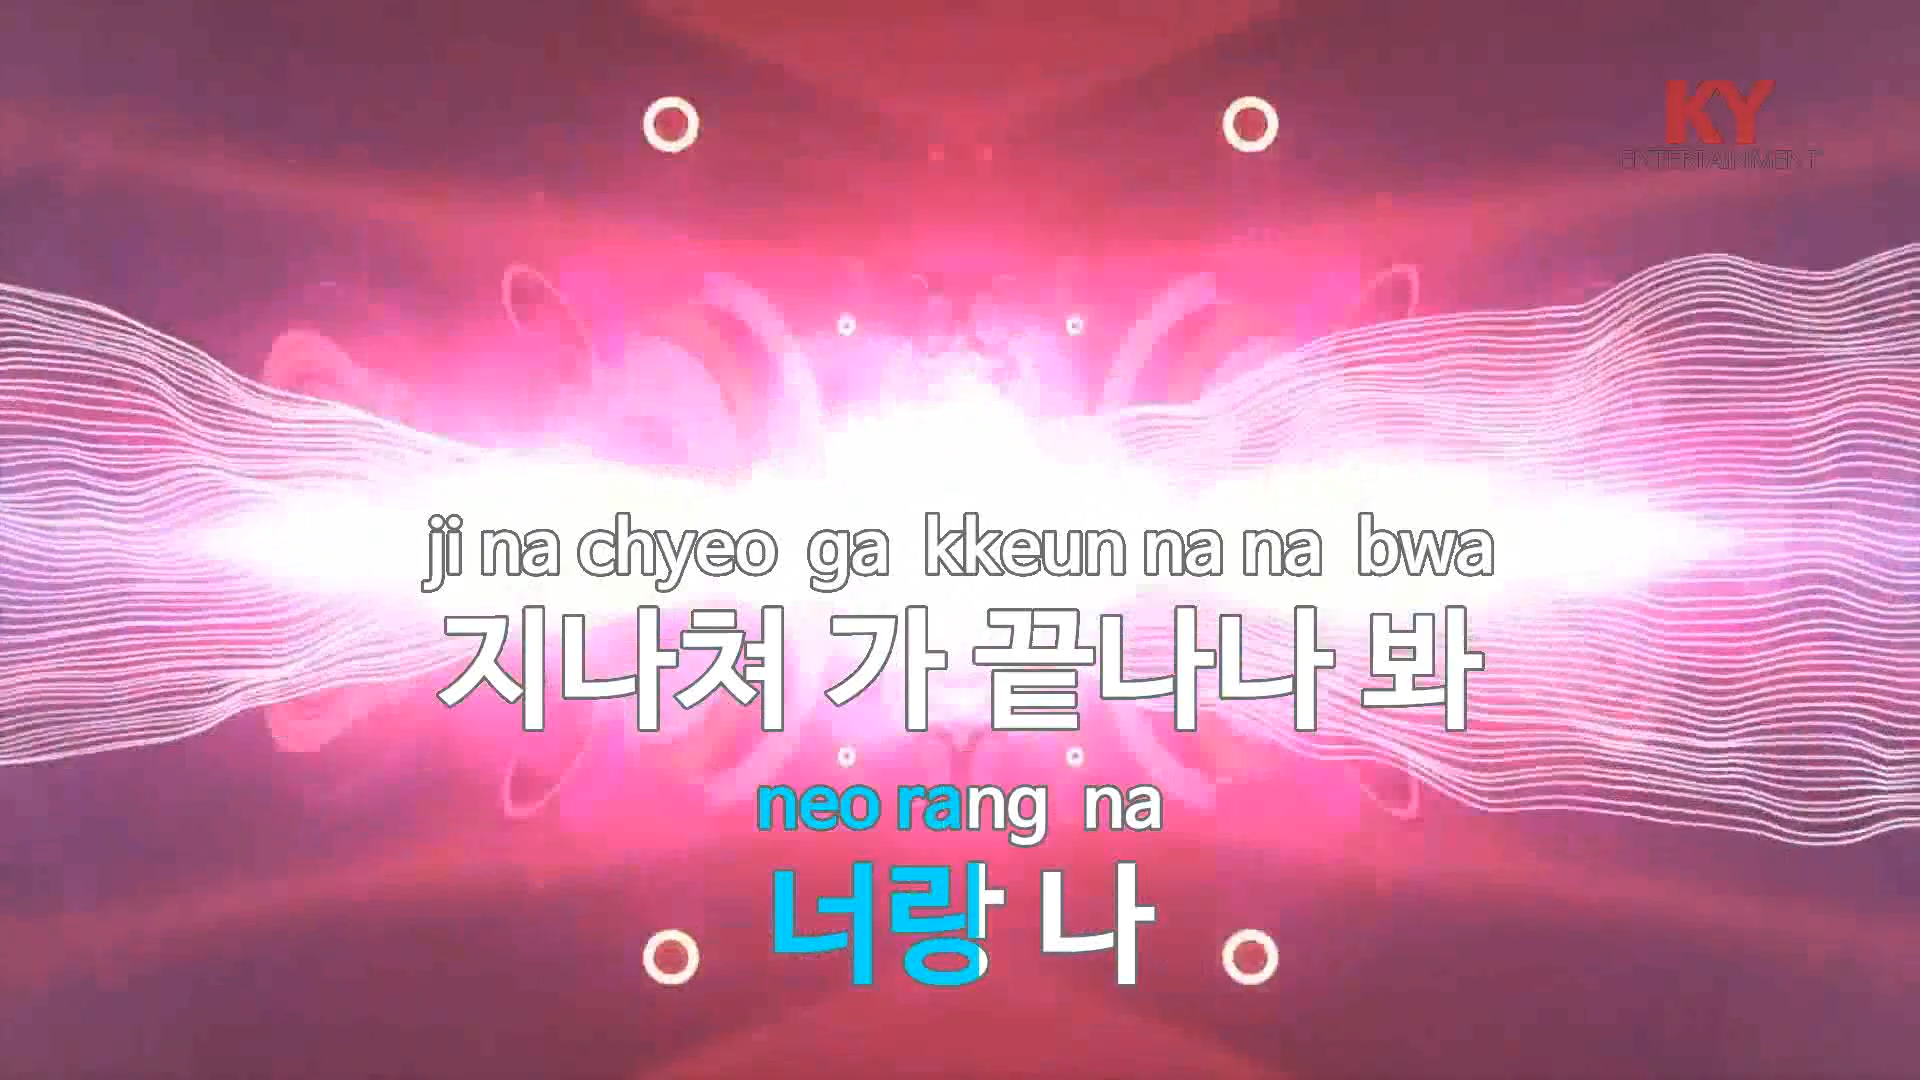 KY
ENTERTAINMENT
ji na chyeo ga kkeun na na bwa
지나쳐 가 끝나나 봐
neo rang na
너랑 나